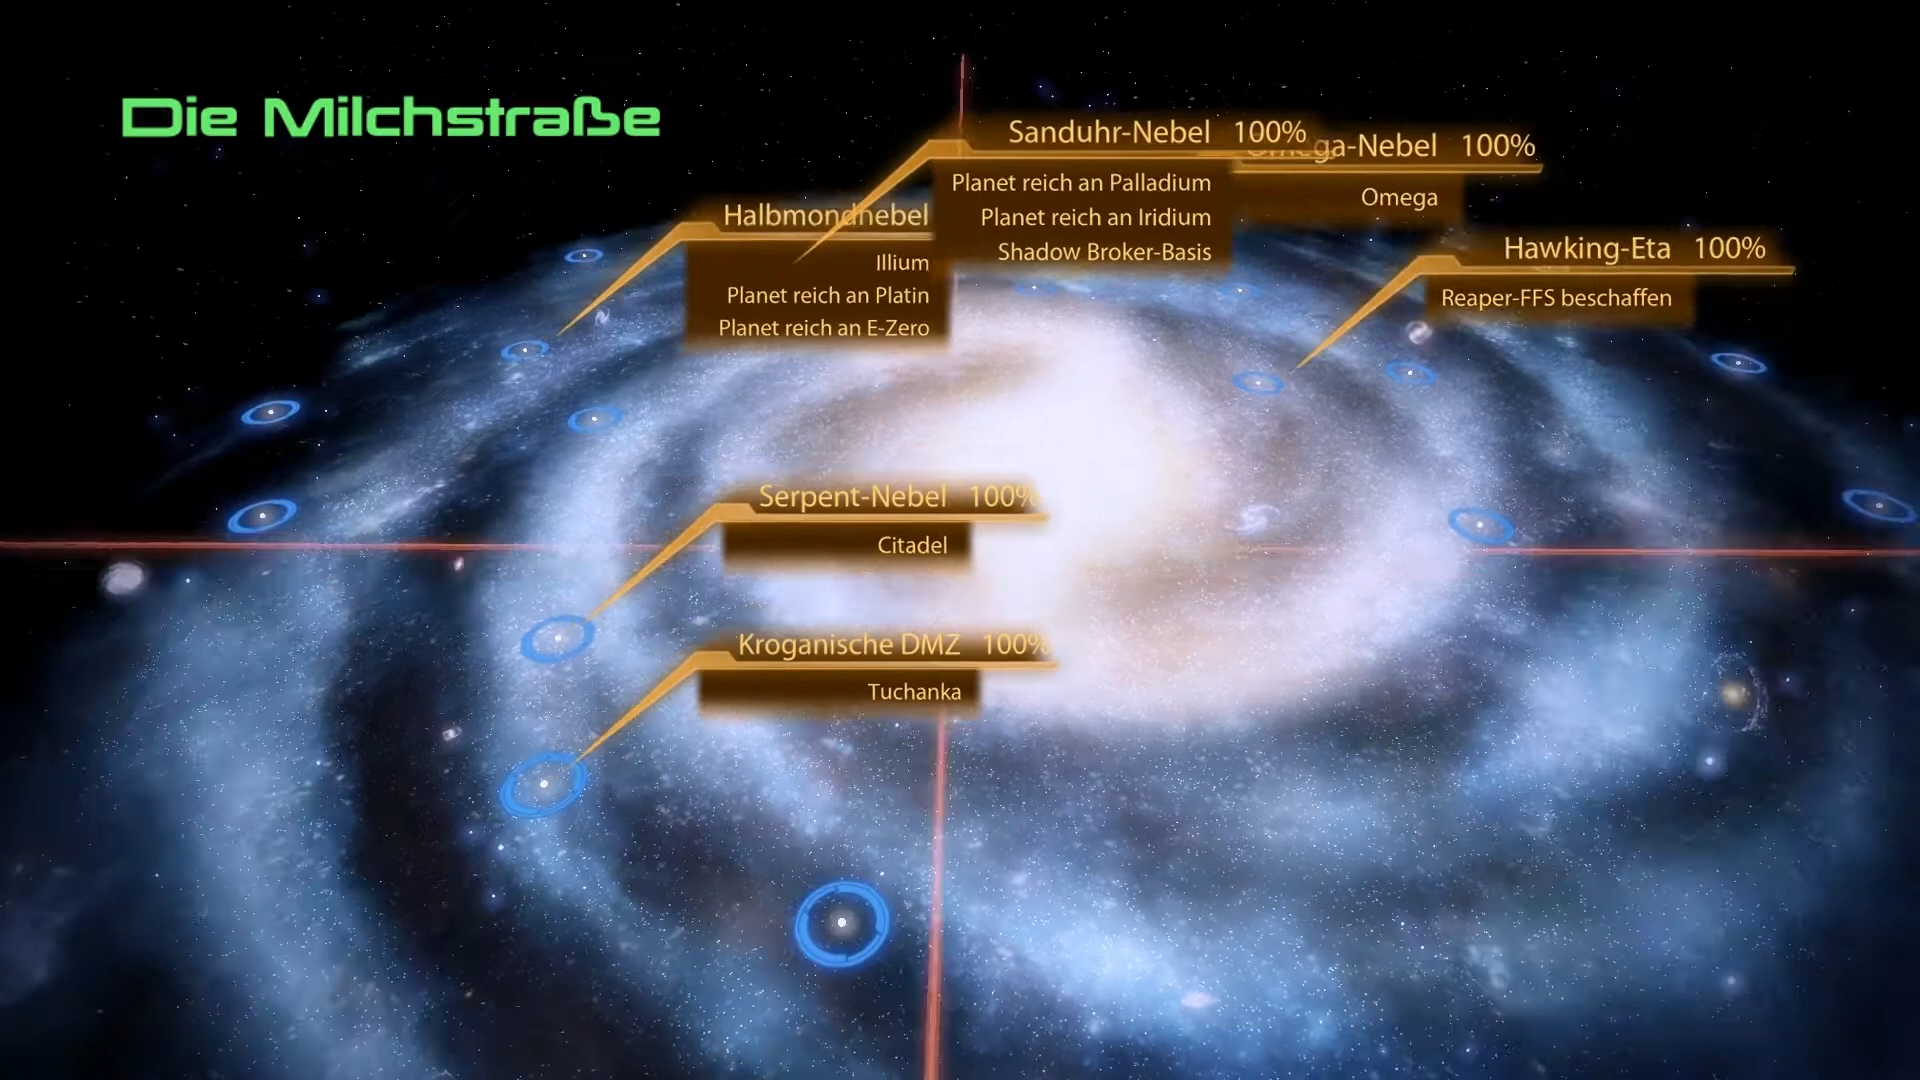 Die Milchstraße
Sanduhr-Nebel 100%
Planet reich an Palladium
Planet reich an Iridium
Shadow Broker-Basis
Omega-Nebel 100%
Omega
Halbmondnebel
Illium
Planet reich an Platin
Planet reich an E-Zero
Hawking-Eta 100%
Reaper-FFS beschaffen
Serpent-Nebel 100%
Citadel
Kroganische DMZ 100%
Tuchanka